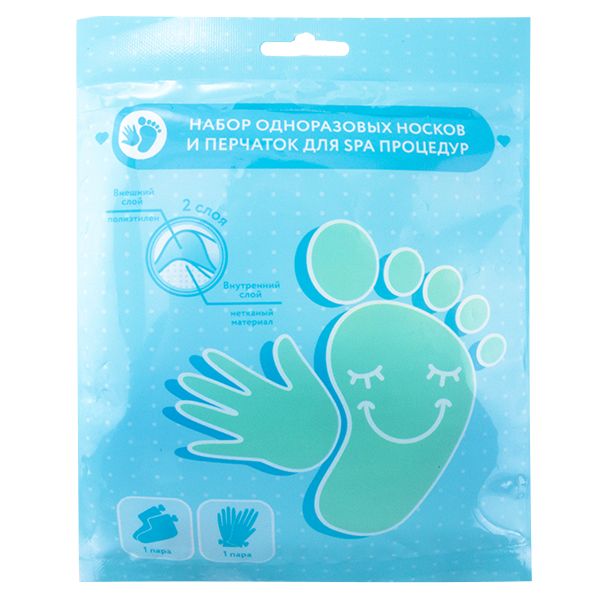 НАБОР ОДНОРАЗОВЫХ НОСКОВ
И ПЕРЧАТОК ДЛЯ SPA ПРОЦЕДУР
Внешний
слой
полиэтилен
2 слоя
Внутренний
слой
нетканый
материал
1 пара
1 пара